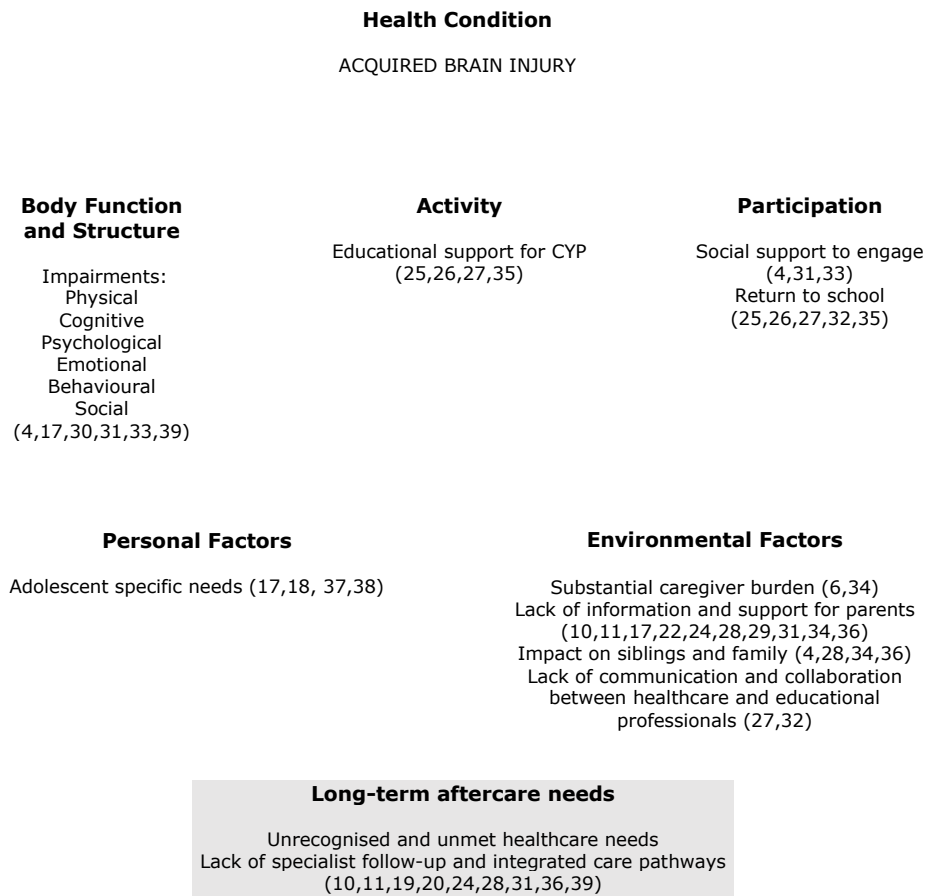 Health Condition
ACQUIRED BRAIN INJURY
Body Function
and Structure
Impairments:
Physical
Cognitive
Psychological
Emotional
Behavioural
Social
(4,17,30,31,33,39)
Activity
Educational support for CYP
(25,26,27,35)
Participation
Social support to engage
(4,31,33)
Return to school
(25,26,27,32,35)
Personal Factors
Adolescent specific needs (17,18, 37,38)
Environmental Factors
Substantial caregiver burden (6,34)
Lack of information and support for parents
(10,11,17,22,24,28,29,31,34,36)
Impact on siblings and family (4,28,34,36)
Lack of communication and collaboration
between healthcare and educational
professionals (27,32)
Long-term aftercare needs
Unrecognised and unmet healthcare needs
Lack of specialist follow-up and integrated care pathways
(10,11,19,20,24,28,31,36,39)